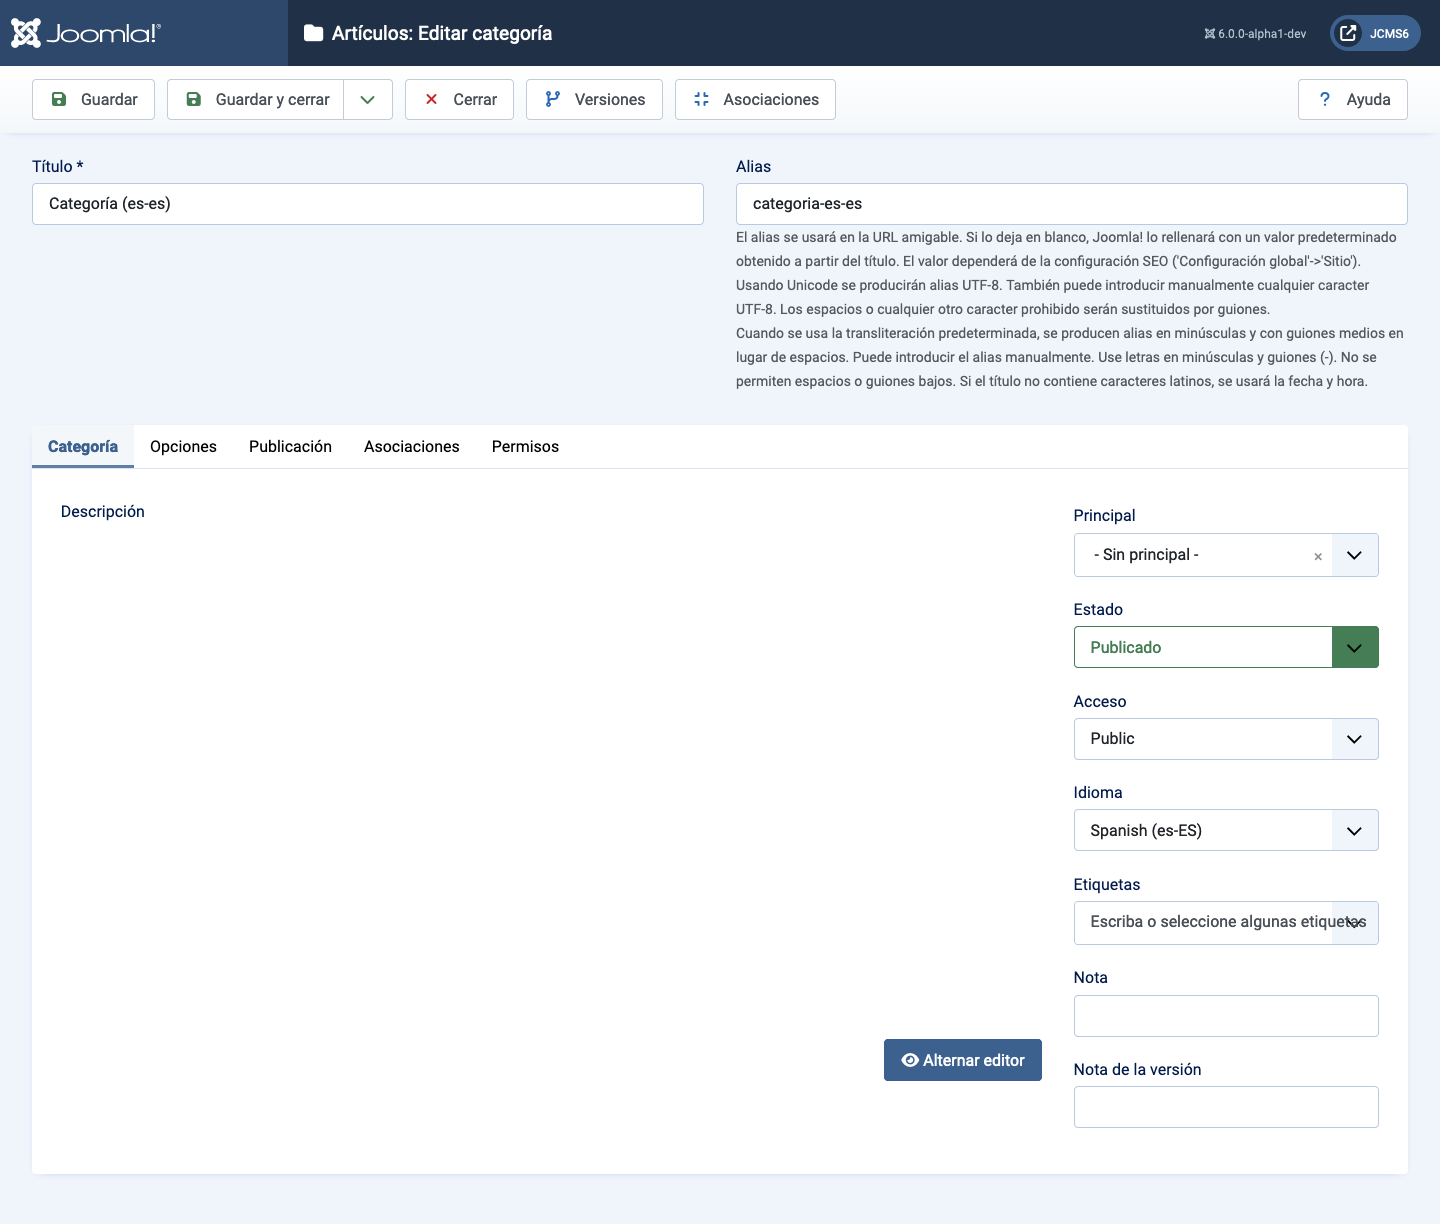 Joomla!®
Artículos: Editar categoría
6.0.0-alpha1-dev
JCMS6
Guardar
Guardar y cerrar
Cerrar
Versiones
Asociaciones
? Ayuda
Título *
Categoría (es-es)
Alias
categoria-es-es
El alias se usará en la URL amigable. Si lo deja en blanco, Joomla! lo rellenará con un valor predeterminado
obtenido a partir del título. El valor dependerá de la configuración SEO ('Configuración global'->'Sitio').
Usando Unicode se producirán alias UTF-8. También puede introducir manualmente cualquier caracter
UTF-8. Los espacios o cualquier otro caracter prohibido serán sustituidos por guiones.
Cuando se usa la transliteración predeterminada, se producen alias en minúsculas y con guiones medios en
lugar de espacios. Puede introducir el alias manualmente. Use letras en minúsculas y guiones (-). No se
permiten espacios o guiones bajos. Si el título no contiene caracteres latinos, se usará la fecha y hora.
Categoría
Opciones
Publicación
Asociaciones
Permisos
Descripción
Alternar editor
Principal
- Sin principal -
×
Estado
Publicado
Acceso
Public
Idioma
Spanish (es-ES)
Etiquetas
Escriba o seleccione algunas etiquetas
Nota
Nota de la versión